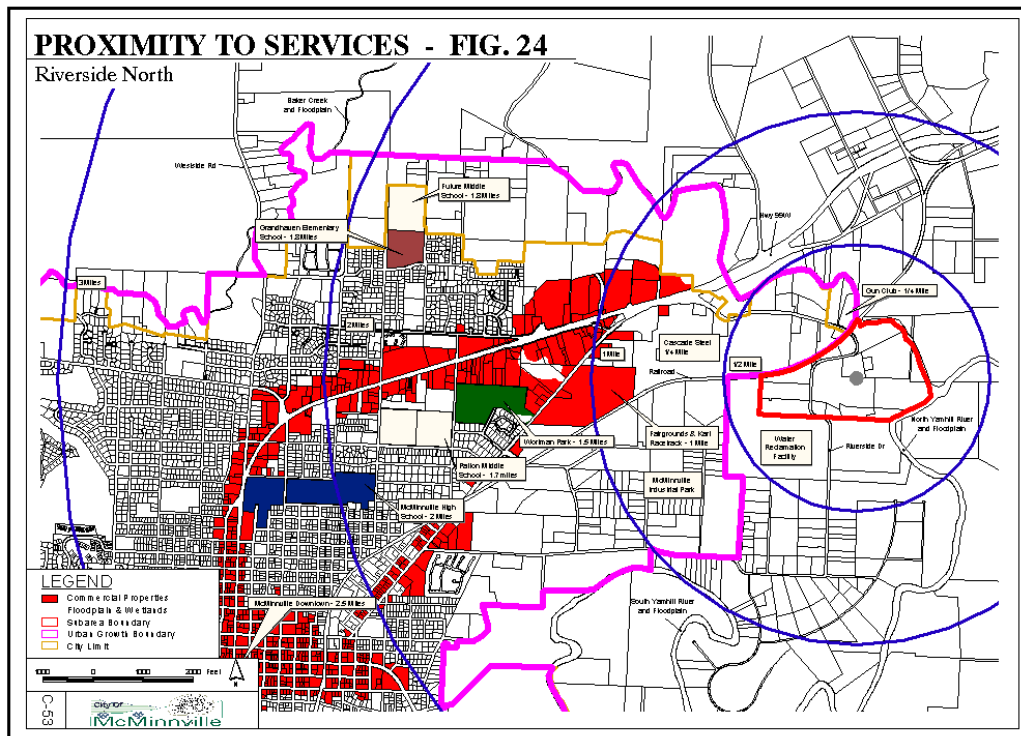 PROXIMITY TO SERVICES - FIG. 24
Riverside North
Baker Creek
and Floodplain
Westside Rd
Future Middle
School - 1.8 Miles
Grandhaven Elementary
School - 1.8 Miles
Hwy 99W
3 Miles
Gun Club - 1/4 Mile
2 Miles
1 Mile
Cascade Steel
1/4 Mile
1/2 Mile
Railroad
Wortman Park - 1.5 Miles
Fairgrounds & Kart
Racetrack - 1 Mile
North Yamhill River
and Floodplain
Water
Reclamation
Facility
Riverside Dr
Patton Middle
School - 1.7 miles
McMinnville
Industrial Park
McMinnville High
School - 2 Miles
LEGEND
Commercial Properties
Floodplain & Wetlands
Subarea Boundary
Urban Growth Boundary
City Limit
McMinnville Downtown - 2.5 Miles
South Yamhill River
and Floodplain
1000 0 1000 2000 Feet
N
C-53
city of
McMinnville